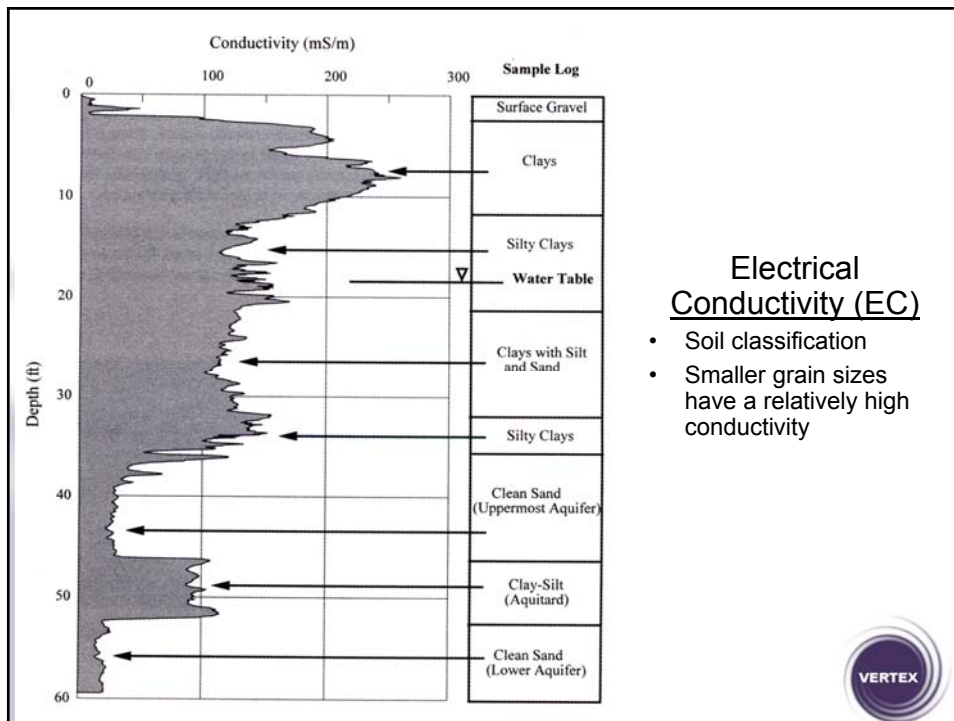 Conductivity (mS/m)
0 100 200 300
Sample Log
0
Surface Gravel
Clays
10
Silty Clays
Water Table
20
Clays with Silt
and Sand
30
Silty Clays
Depth (ft)
Clean Sand
(Uppermost Aquifer)
40
Clay-Silt
(Aquitard)
50
Clean Sand
(Lower Aquifer)
60
Electrical
Conductivity (EC)
• Soil classification
• Smaller grain sizes
have a relatively high
conductivity
VERTEX